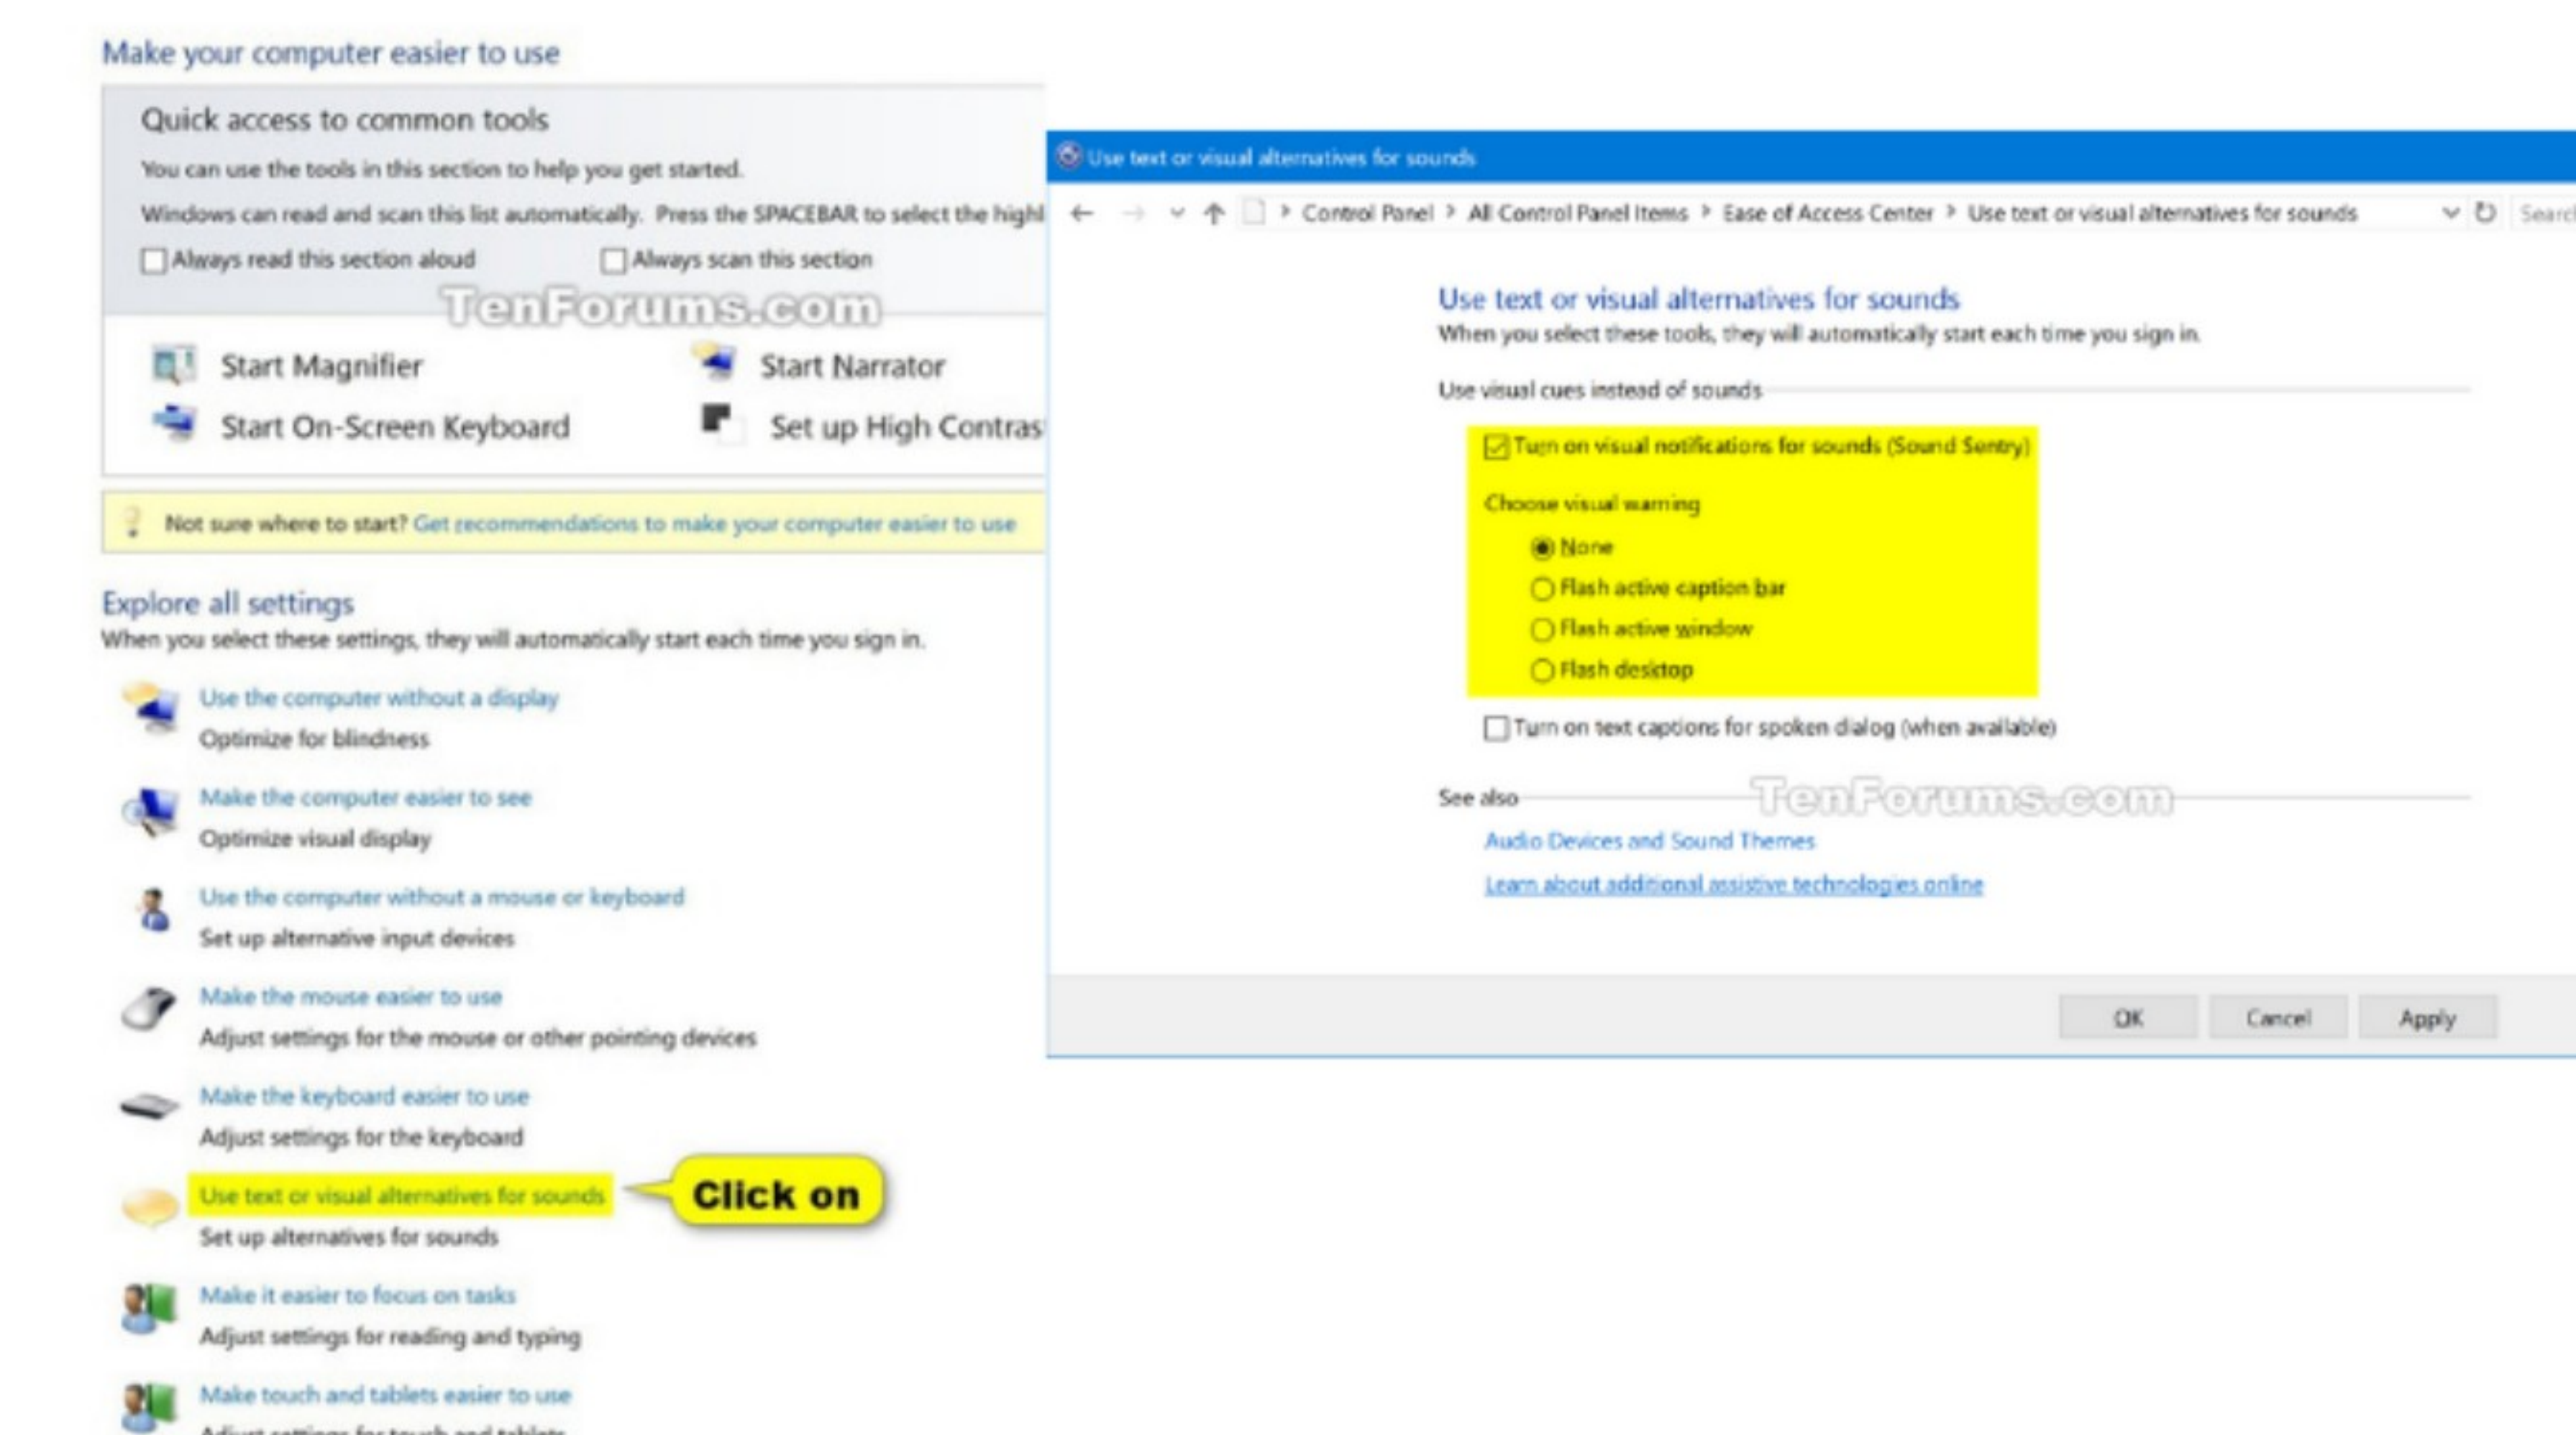 Make your computer easier to use
Quick access to common tools
You can use the tools in this section to help you get started.
Windows can read and scan this list automatically. Press the SPACEBAR to select the highl
Always read this section aloud
Always scan this section
TenForums.com
Start Magnifier
Start Narrator
Start On-Screen Keyboard
Set up High Contras
Not sure where to start? Get recommendations to make your computer easier to use
Explore all settings
When you select these settings, they will automatically start each time you sign in.
Use the computer without a display
Optimize for blindness
Make the computer easier to see
Optimize visual display
Use the computer without a mouse or keyboard
Set up alternative input devices
Make the mouse easier to use
Adjust settings for the mouse or other pointing devices
Make the keyboard easier to use
Adjust settings for the keyboard
Use text or visual alternatives for sounds
Click on
Set up alternatives for sounds
Make it easier to focus on tasks
Adjust settings for reading and typing
Make touch and tablets easier to use
Adjust settings for touch and tablets
Use text or visual alternatives for sounds
Control Panel > All Control Panel Items > Ease of Access Center > Use text or visual alternatives for sounds
Searc
Use text or visual alternatives for sounds
When you select these tools, they will automatically start each time you sign in.
Use visual cues instead of sounds
Turn on visual notifications for sounds (Sound Sentry)
Choose visual warning
None
Flash active caption bar
Flash active window
Flash desktop
Turn on text captions for spoken dialog (when available)
See also
TenForums.com
Audio Devices and Sound Themes
Learn about additional assistive technologies online
OK
Cancel
Apply